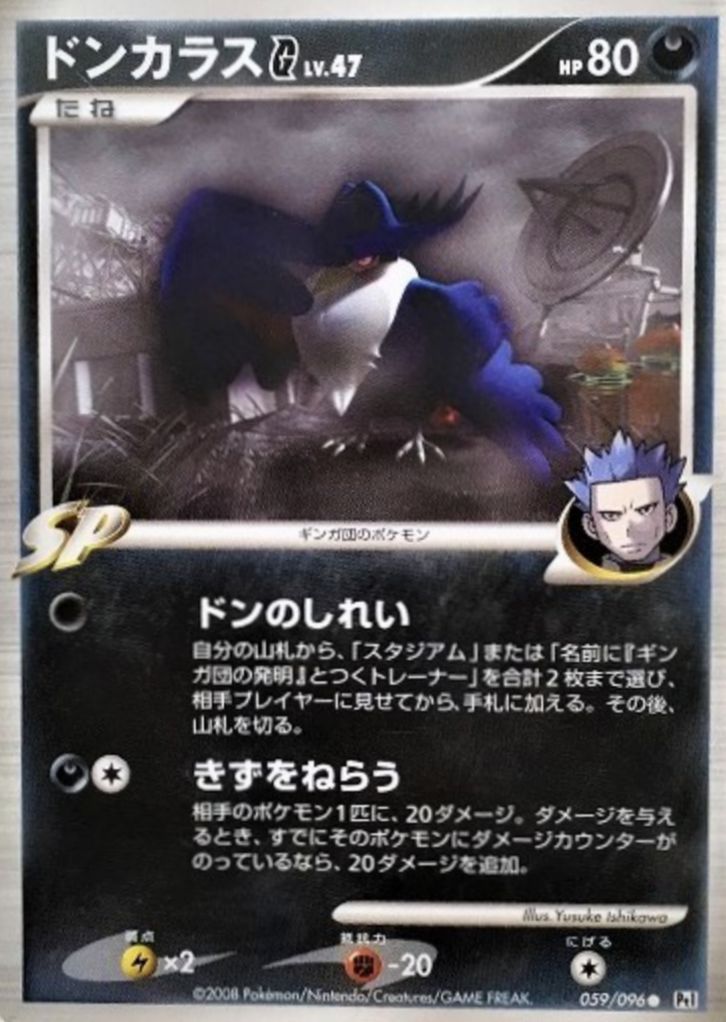 ドンカラス G LV.47 HP 80
たね
SP
ギンガ団のポケモン
ドンのしれい
自分の山札から、「スタジアム」または「名前に『ギン
ガ団の発明』とつくトレーナー」を合計2枚まで選び、
相手プレイヤーに見せてから、手札に加える。その後、
山札を切る。
きずをねらう
相手のポケモン1匹に、20ダメージ。ダメージを与え
るとき、すでにそのポケモンにダメージカウンターが
のっているなら、20ダメージを追加。
Illus. Yusuke Ishikawa
弱点 抵抗力 にげる
×2 -20
©2008 Pokémon/Nintendo/Creatures/GAME FREAK. 059/096 Pt1